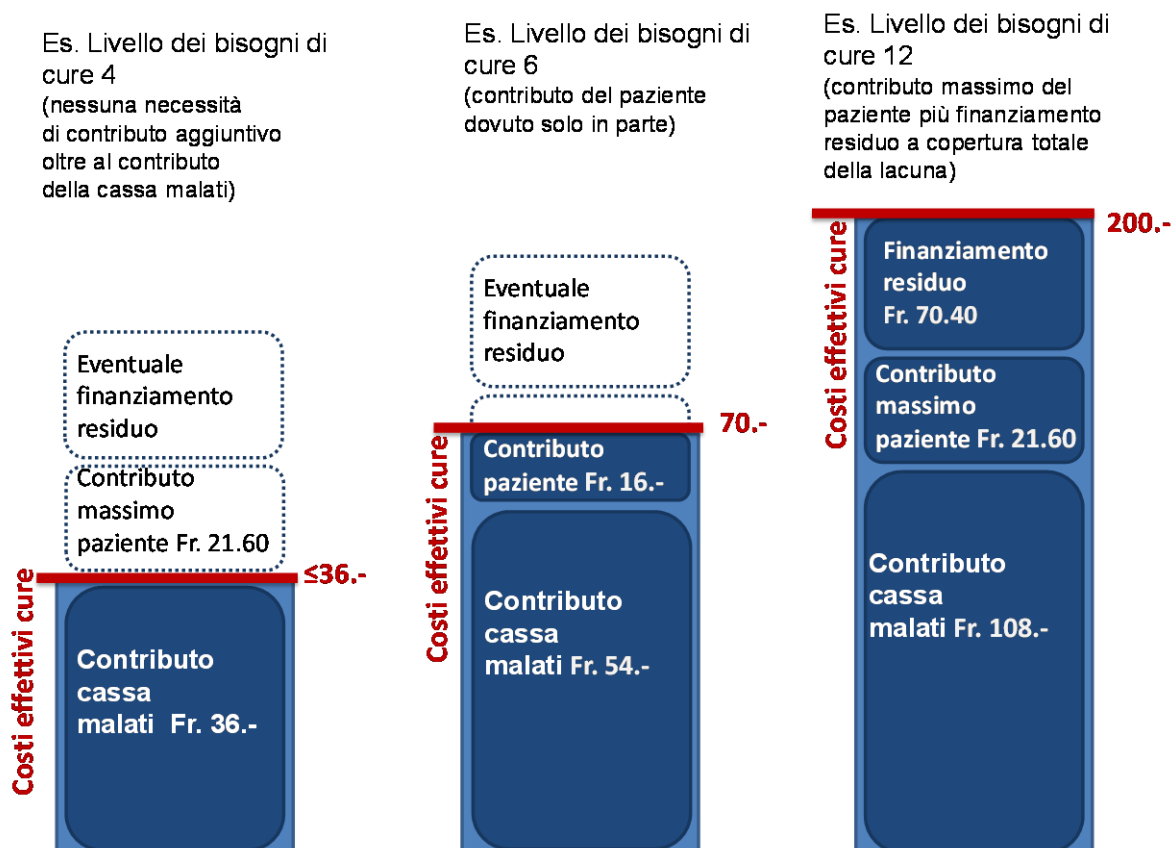 Es. Livello dei bisogni di
cure 4
(nessuna necessità
di contributo aggiuntivo
oltre al contributo
della cassa malati)
Eventuale
finanziamento
residuo
Contributo
massimo
paziente Fr. 21.60
≤36.-
Costi effettivi cure
Contributo
cassa
malati Fr. 36.-
Es. Livello dei bisogni di
cure 6
(contributo del paziente
dovuto solo in parte)
Eventuale
finanziamento
residuo
70.-
Costi effettivi cure
Contributo
paziente Fr. 16.-
Contributo
cassa
malati Fr. 54.-
Es. Livello dei bisogni di
cure 12
(contributo massimo del
paziente più finanziamento
residuo a copertura totale
della lacuna)
200.-
Costi effettivi cure
Finanziamento
residuo
Fr. 70.40
Contributo
massimo
paziente Fr. 21.60
Contributo
cassa
malati Fr. 108.-